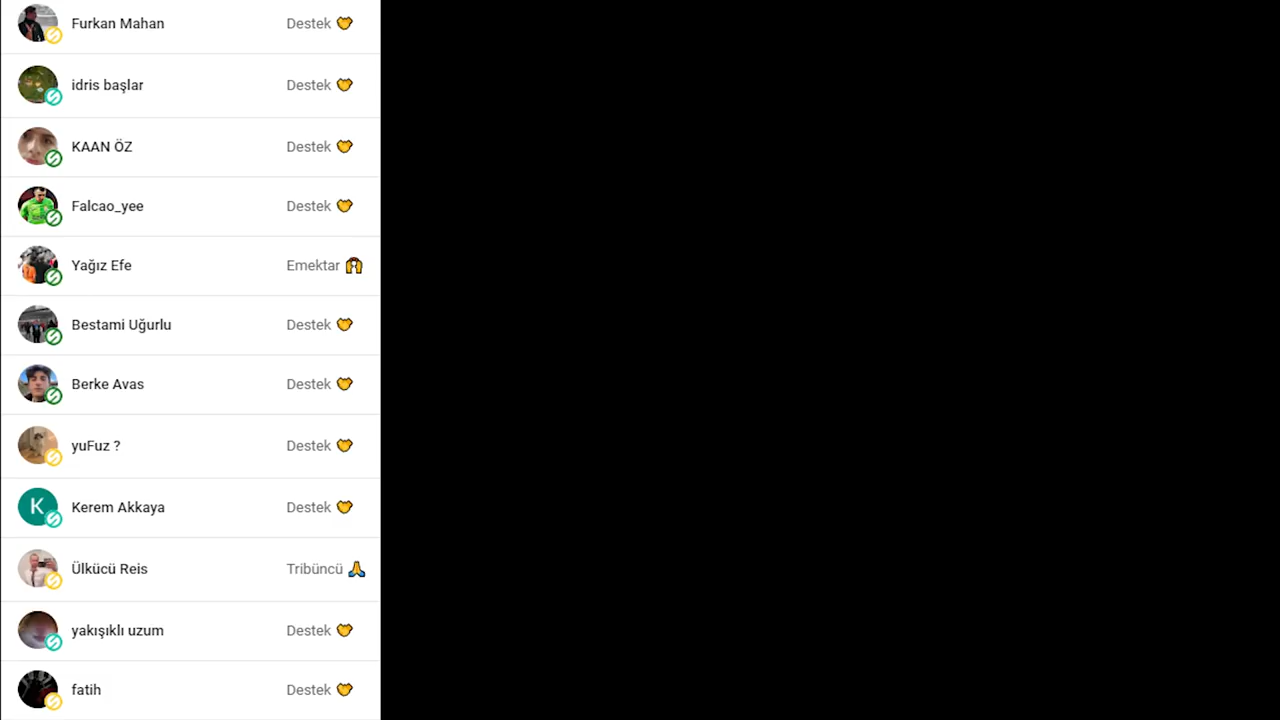 Furkan Mahan Destek
idris başlar Destek
KAAN ÖZ Destek
Falcao_yee Destek
Yağız Efe Emektar
Bestami Uğurlu Destek
Berke Avas Destek
yuFuz ? Destek
K Kerem Akkaya Destek
Ülkücü Reis Tribüncü
yakışıklı uzum Destek
fatih Destek